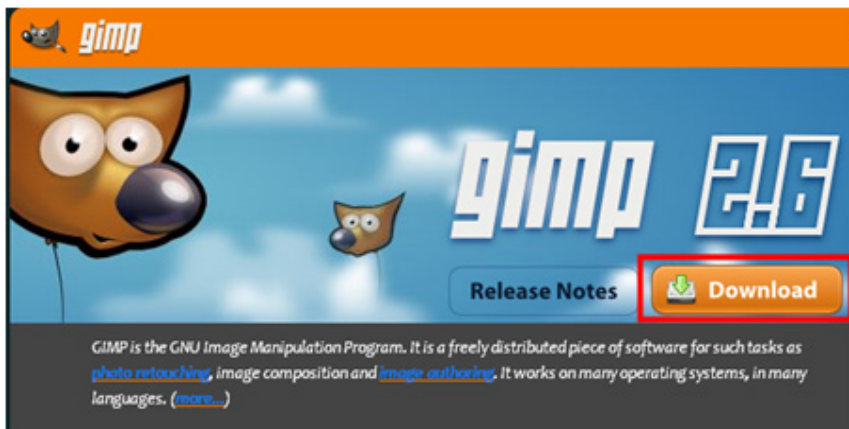 gimp
gimp 2.6
Release Notes
Download
GIMP is the GNU Image Manipulation Program. It is a freely distributed piece of software for such tasks as
photo retouching, image composition and image authoring. It works on many operating systems, in many
languages. (more...)